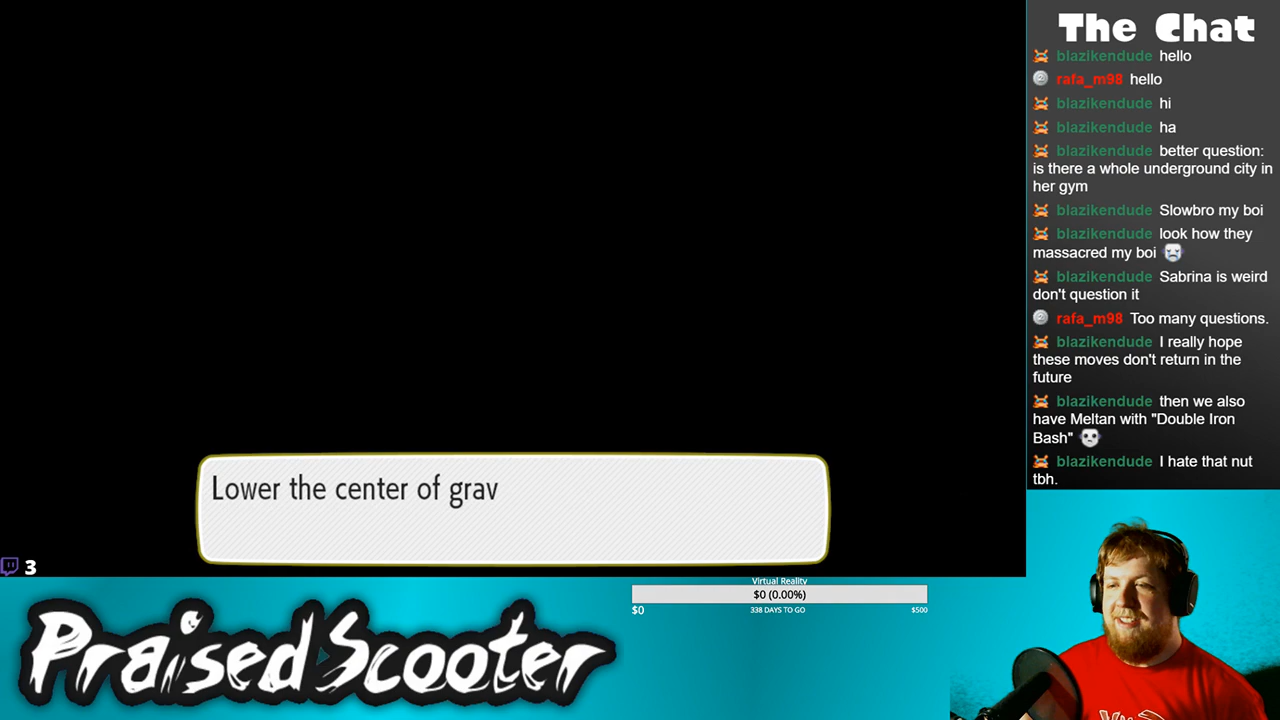 The Chat
blazikendude hello
rafa_m98 hello
blazikendude hi
blazikendude ha
blazikendude better question:
is there a whole underground city in
her gym
blazikendude Slowbro my boi
blazikendude look how they
massacred my boi
blazikendude Sabrina is weird
don't question it
rafa_m98 Too many questions.
blazikendude I really hope
these moves don't return in the
future
blazikendude then we also
have Meltan with "Double Iron
Bash"
blazikendude I hate that nut
tbh.
Lower the center of grav
3
Virtual Reality
$0 (0.00%)
$0
338 DAYS TO GO
$500
PraisedScooter